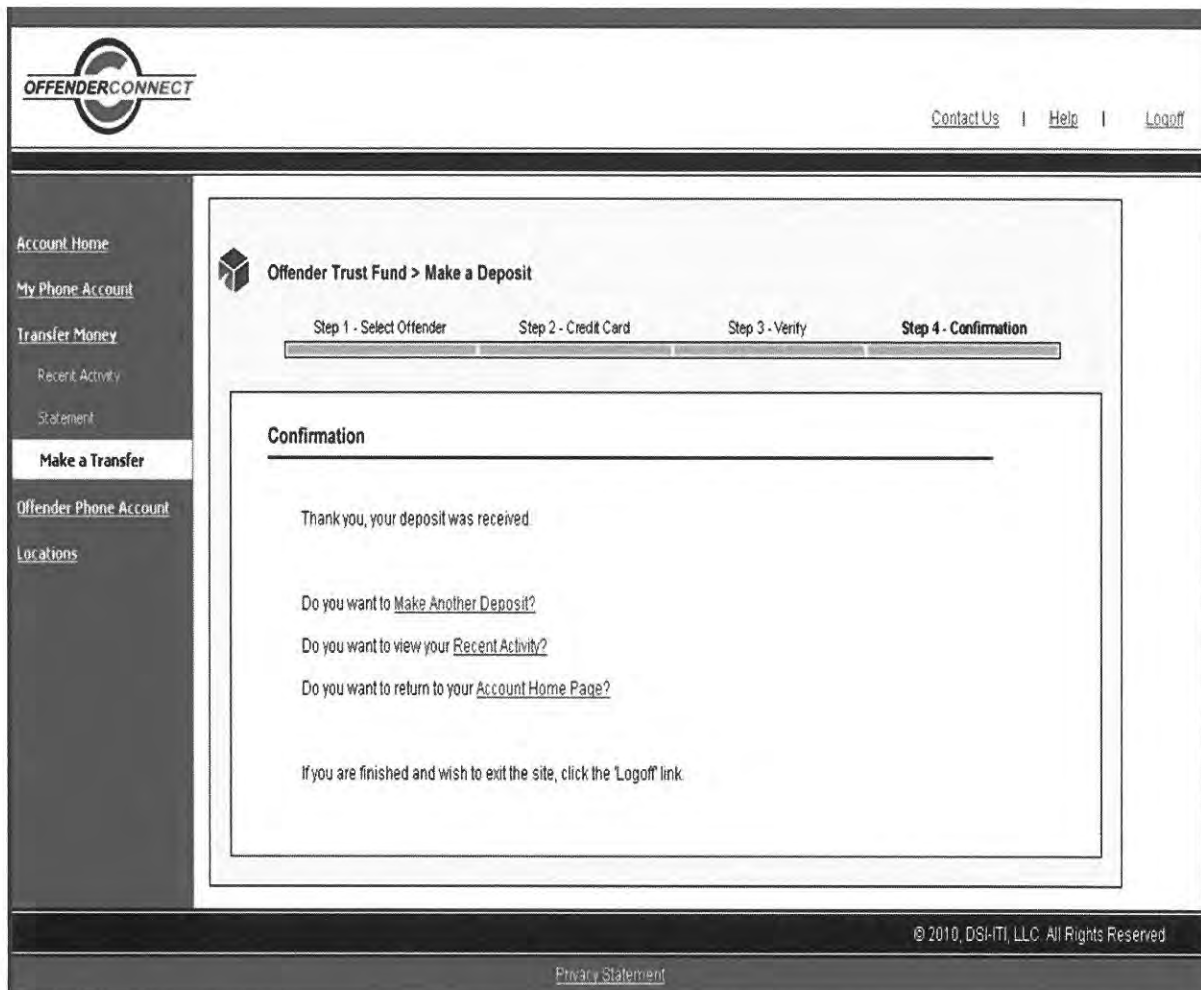 OFFENDERCONNECT
Contact Us | Help | Logoff
Account Home
My Phone Account
Transfer Money
Recent Activity
Statement
Make a Transfer
Offender Phone Account
Locations
Offender Trust Fund > Make a Deposit
Step 1 - Select Offender Step 2 - Credit Card Step 3 - Verify Step 4 - Confirmation
Confirmation
Thank you, your deposit was received.
Do you want to Make Another Deposit?
Do you want to view your Recent Activity?
Do you want to return to your Account Home Page?
If you are finished and wish to exit the site, click the 'Logoff' link.
© 2010, DSI-ITI, LLC. All Rights Reserved
Privacy Statement